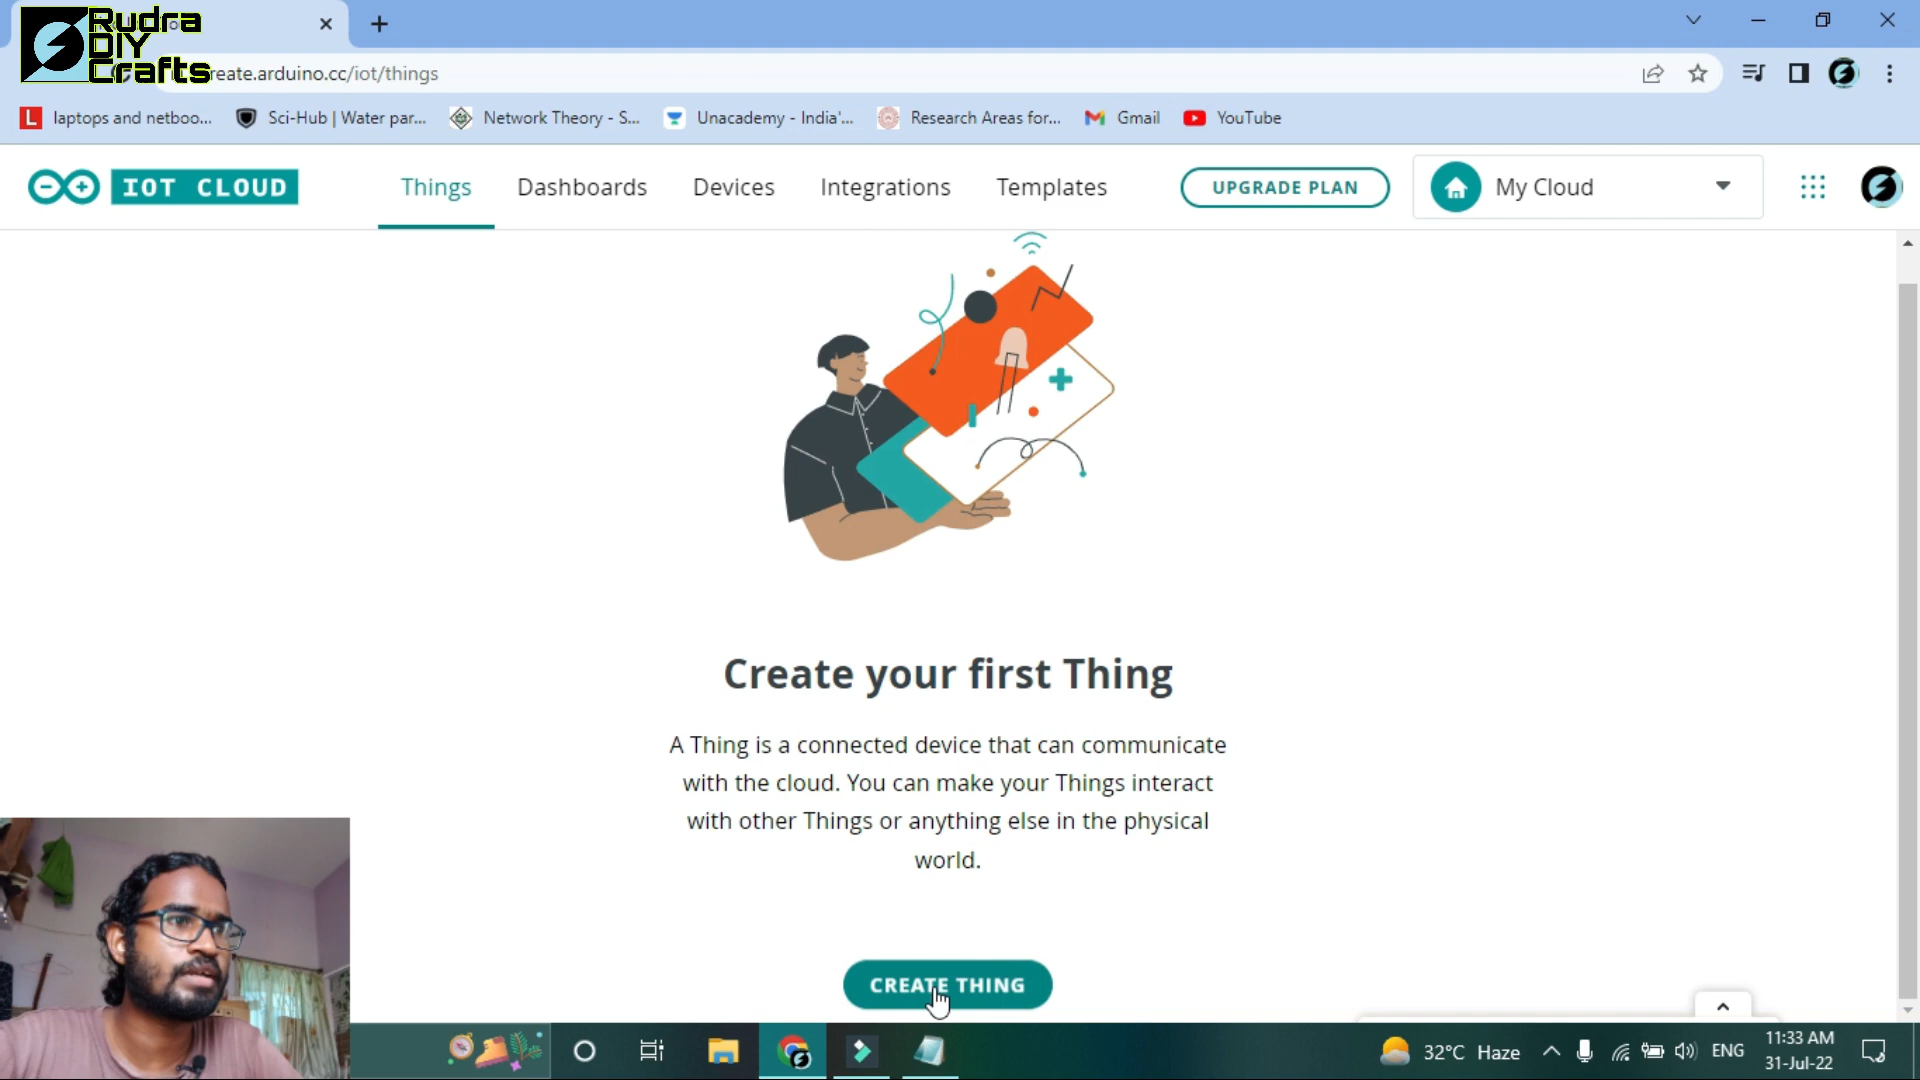 Rudra
DIY
Crafts
reate.arduino.cc/iot/things
laptops and netboo...
Sci-Hub | Water par...
Network Theory - S...
Unacademy - India'...
Research Areas for...
Gmail
YouTube
IOT CLOUD
Things
Dashboards
Devices
Integrations
Templates
UPGRADE PLAN
My Cloud
Create your first Thing
A Thing is a connected device that can communicate
with the cloud. You can make your Things interact
with other Things or anything else in the physical
world.
CREATE THING
32°C Haze
ENG
11:33 AM
31-Jul-22